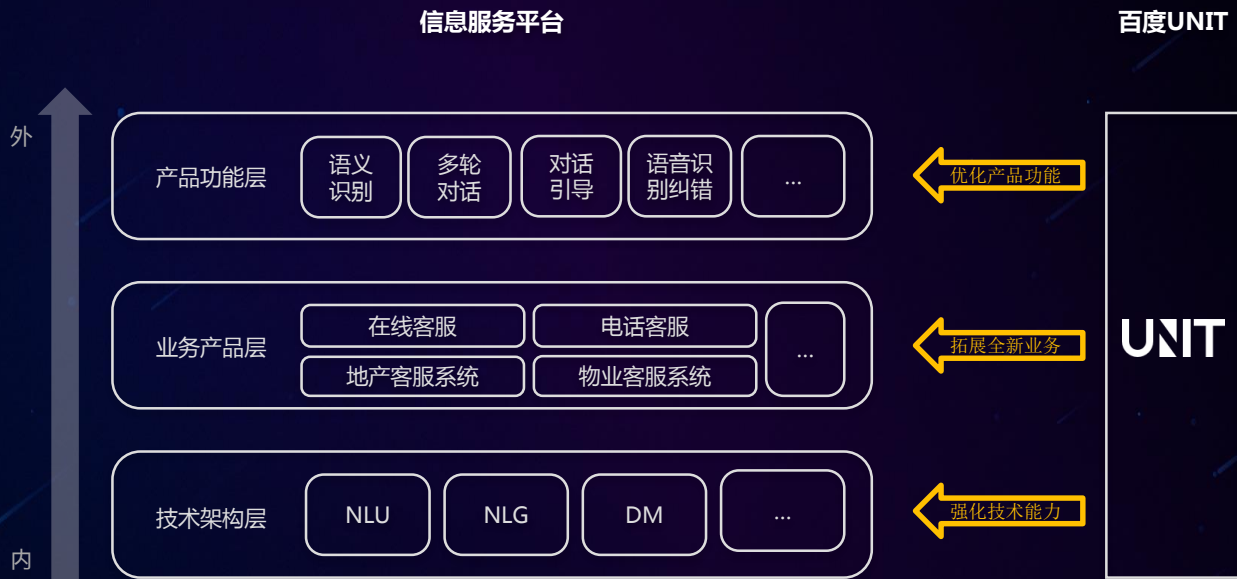 信息服务平台
百度UNIT
外
产品功能层
语义
识别
多轮
对话
对话
引导
语音识
别纠错
...
优化产品功能
业务产品层
在线客服
电话客服
地产客服系统
物业客服系统
...
拓展全新业务
UNIT
技术架构层
NLU
NLG
DM
...
强化技术能力
内